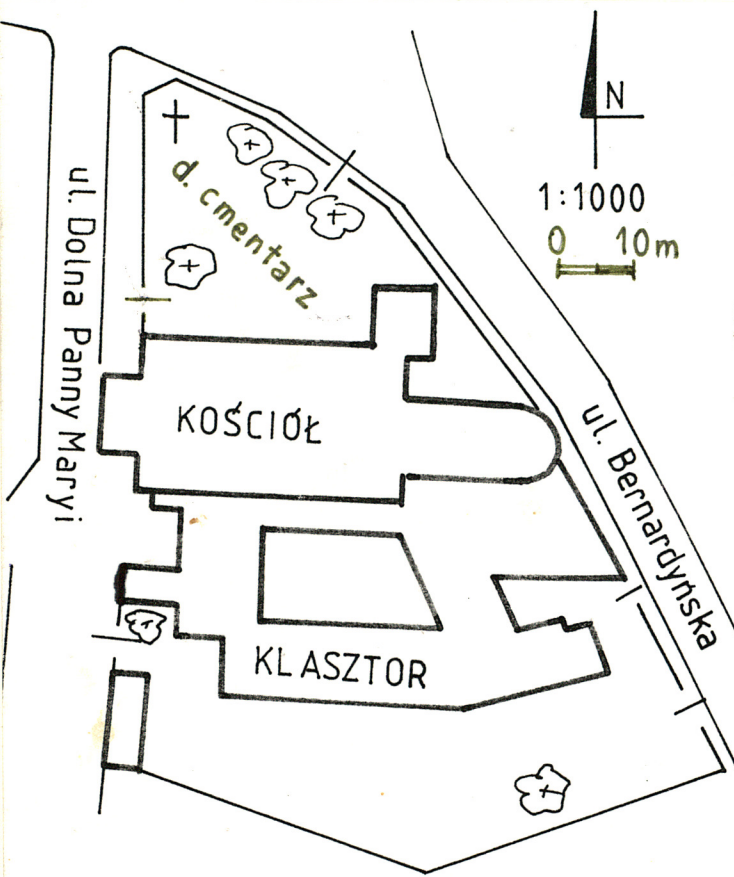 N
1:1000
0 10m
ul. Dolna Panny Maryi
d. cmentarz
KOŚCIÓŁ
ul. Bernardyńska
KLASZTOR